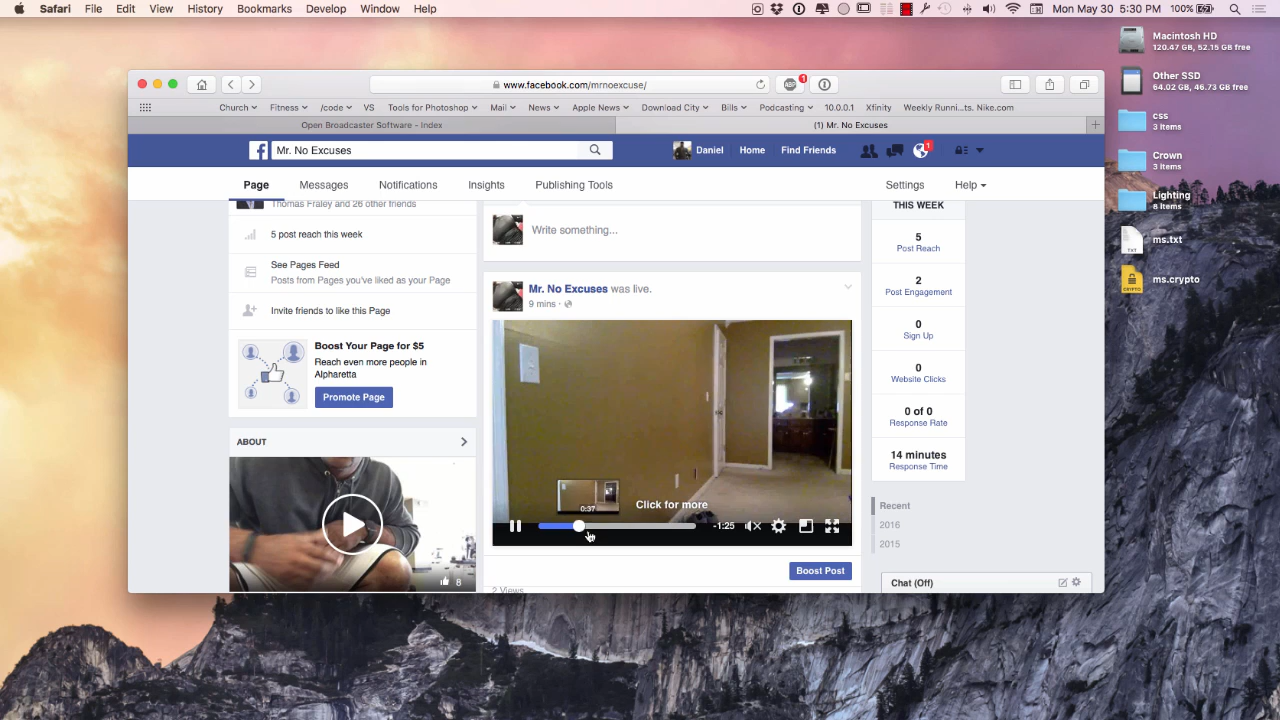 Safari File Edit View History Bookmarks Develop Window Help
Mon May 30 5:30 PM 100%
Macintosh HD
120.47 GB, 52.15 GB free
Other SSD
64.02 GB, 46.73 GB free
css
3 items
Crown
3 items
Lighting
8 items
ms.txt
TXT
ms.crypto
CRYPTO
www.facebook.com/mrnoexcuse/
ABP
1
Church Fitness /code VS Tools for Photoshop Mail News Apple News Download City Bills Podcasting 10.0.0.1 Xfinity Weekly Runni...ts. Nike.com
Open Broadcaster Software - Index
(1) Mr. No Excuses
Mr. No Excuses
Daniel Home Find Friends
1
Page Messages Notifications Insights Publishing Tools Settings Help
Thomas Fraley and 26 other friends
5 post reach this week
See Pages Feed
Posts from Pages you've liked as your Page
Invite friends to like this Page
Boost Your Page for $5
Reach even more people in
Alpharetta
Promote Page
ABOUT
8
Write something...
Mr. No Excuses was live.
9 mins ·
0:37
Click for more
-1:25
Boost Post
2 Views
THIS WEEK
5
Post Reach
2
Post Engagement
0
Sign Up
0
Website Clicks
0 of 0
Response Rate
14 minutes
Response Time
Recent
2016
2015
Chat (Off)